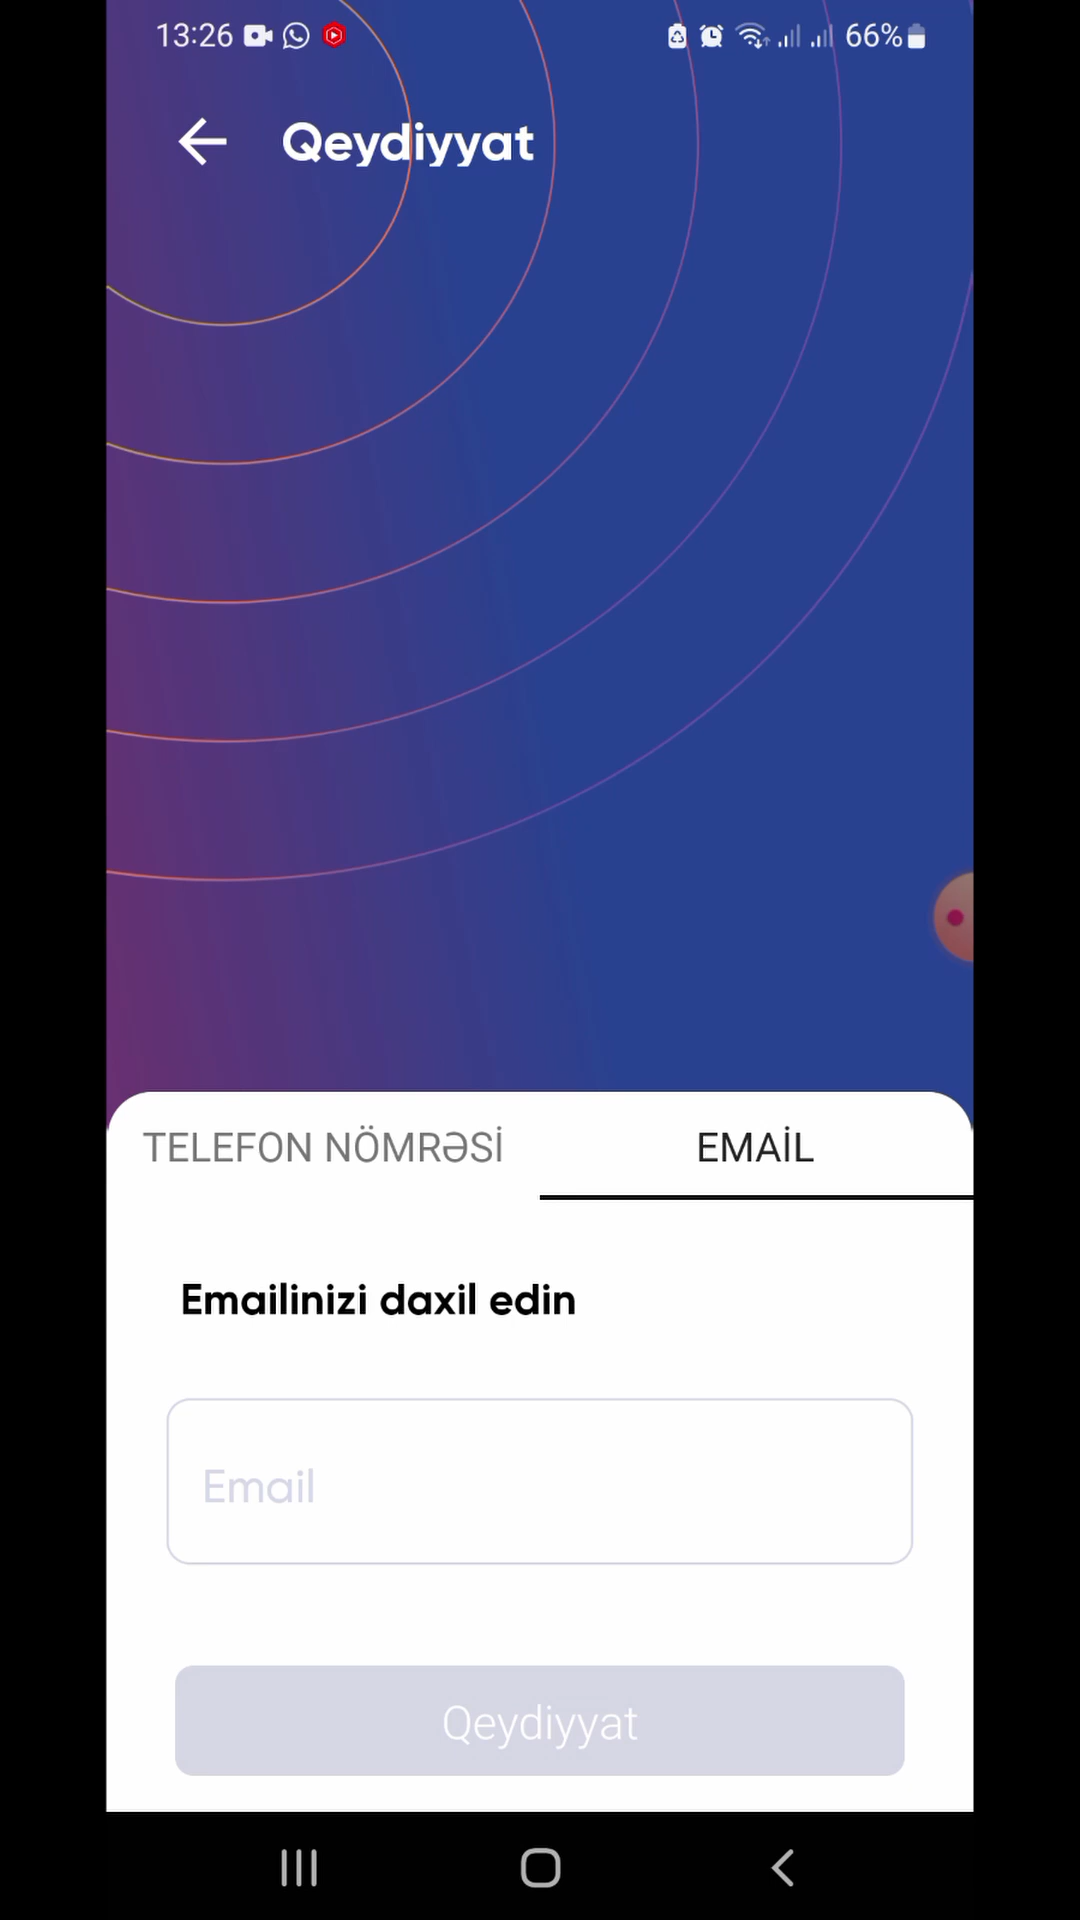 13:26 66%
Qeydiyyat
TELEFON NÖMRƏSİ EMAİL
Emailinizi daxil edin
Email
Qeydiyyat